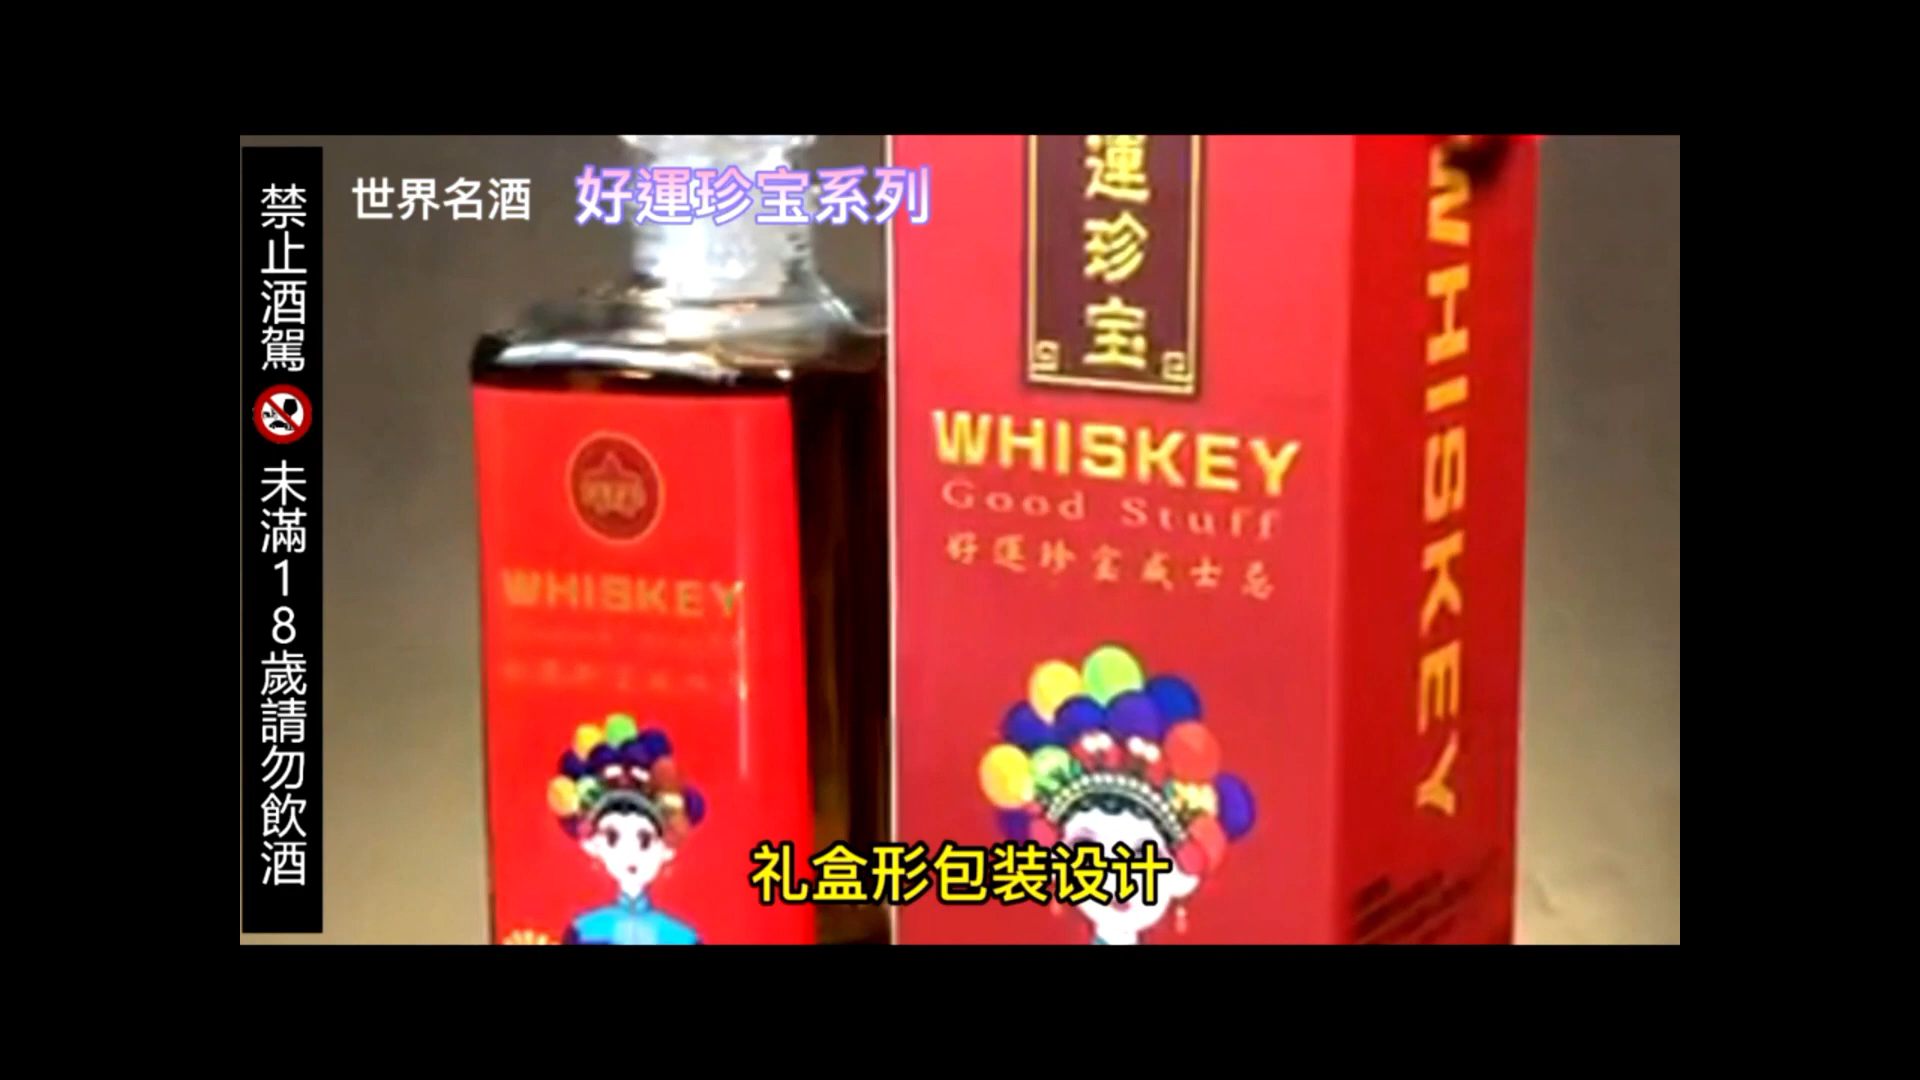 禁止酒駕
未滿18歲請勿飲酒
世界名酒
好運珍宝系列
運珍宝
WHISKEY
Good Stuff
好運珍宝威士忌
WHISKEY
WHISKEY
礼盒形包装设计